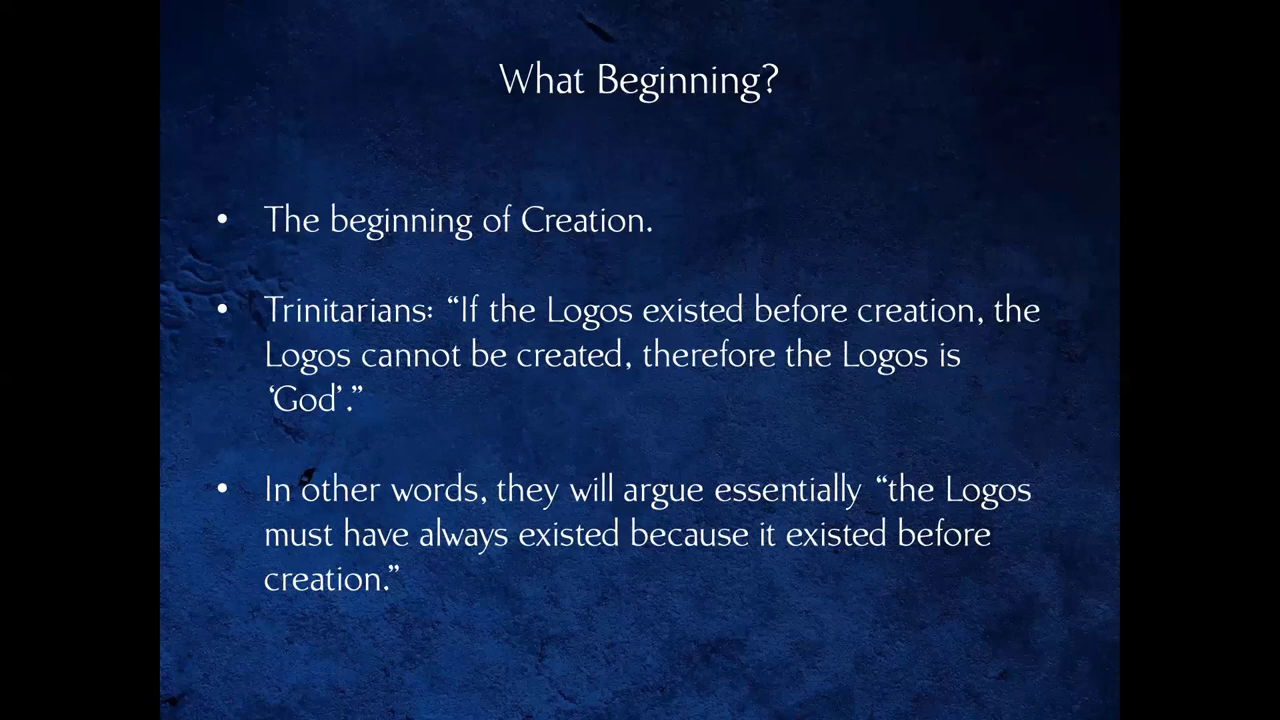 What Beginning?
• The beginning of Creation.
• Trinitarians: “If the Logos existed before creation, the
Logos cannot be created, therefore the Logos is
‘God’.”
• In other words, they will argue essentially “the Logos
must have always existed because it existed before
creation.”